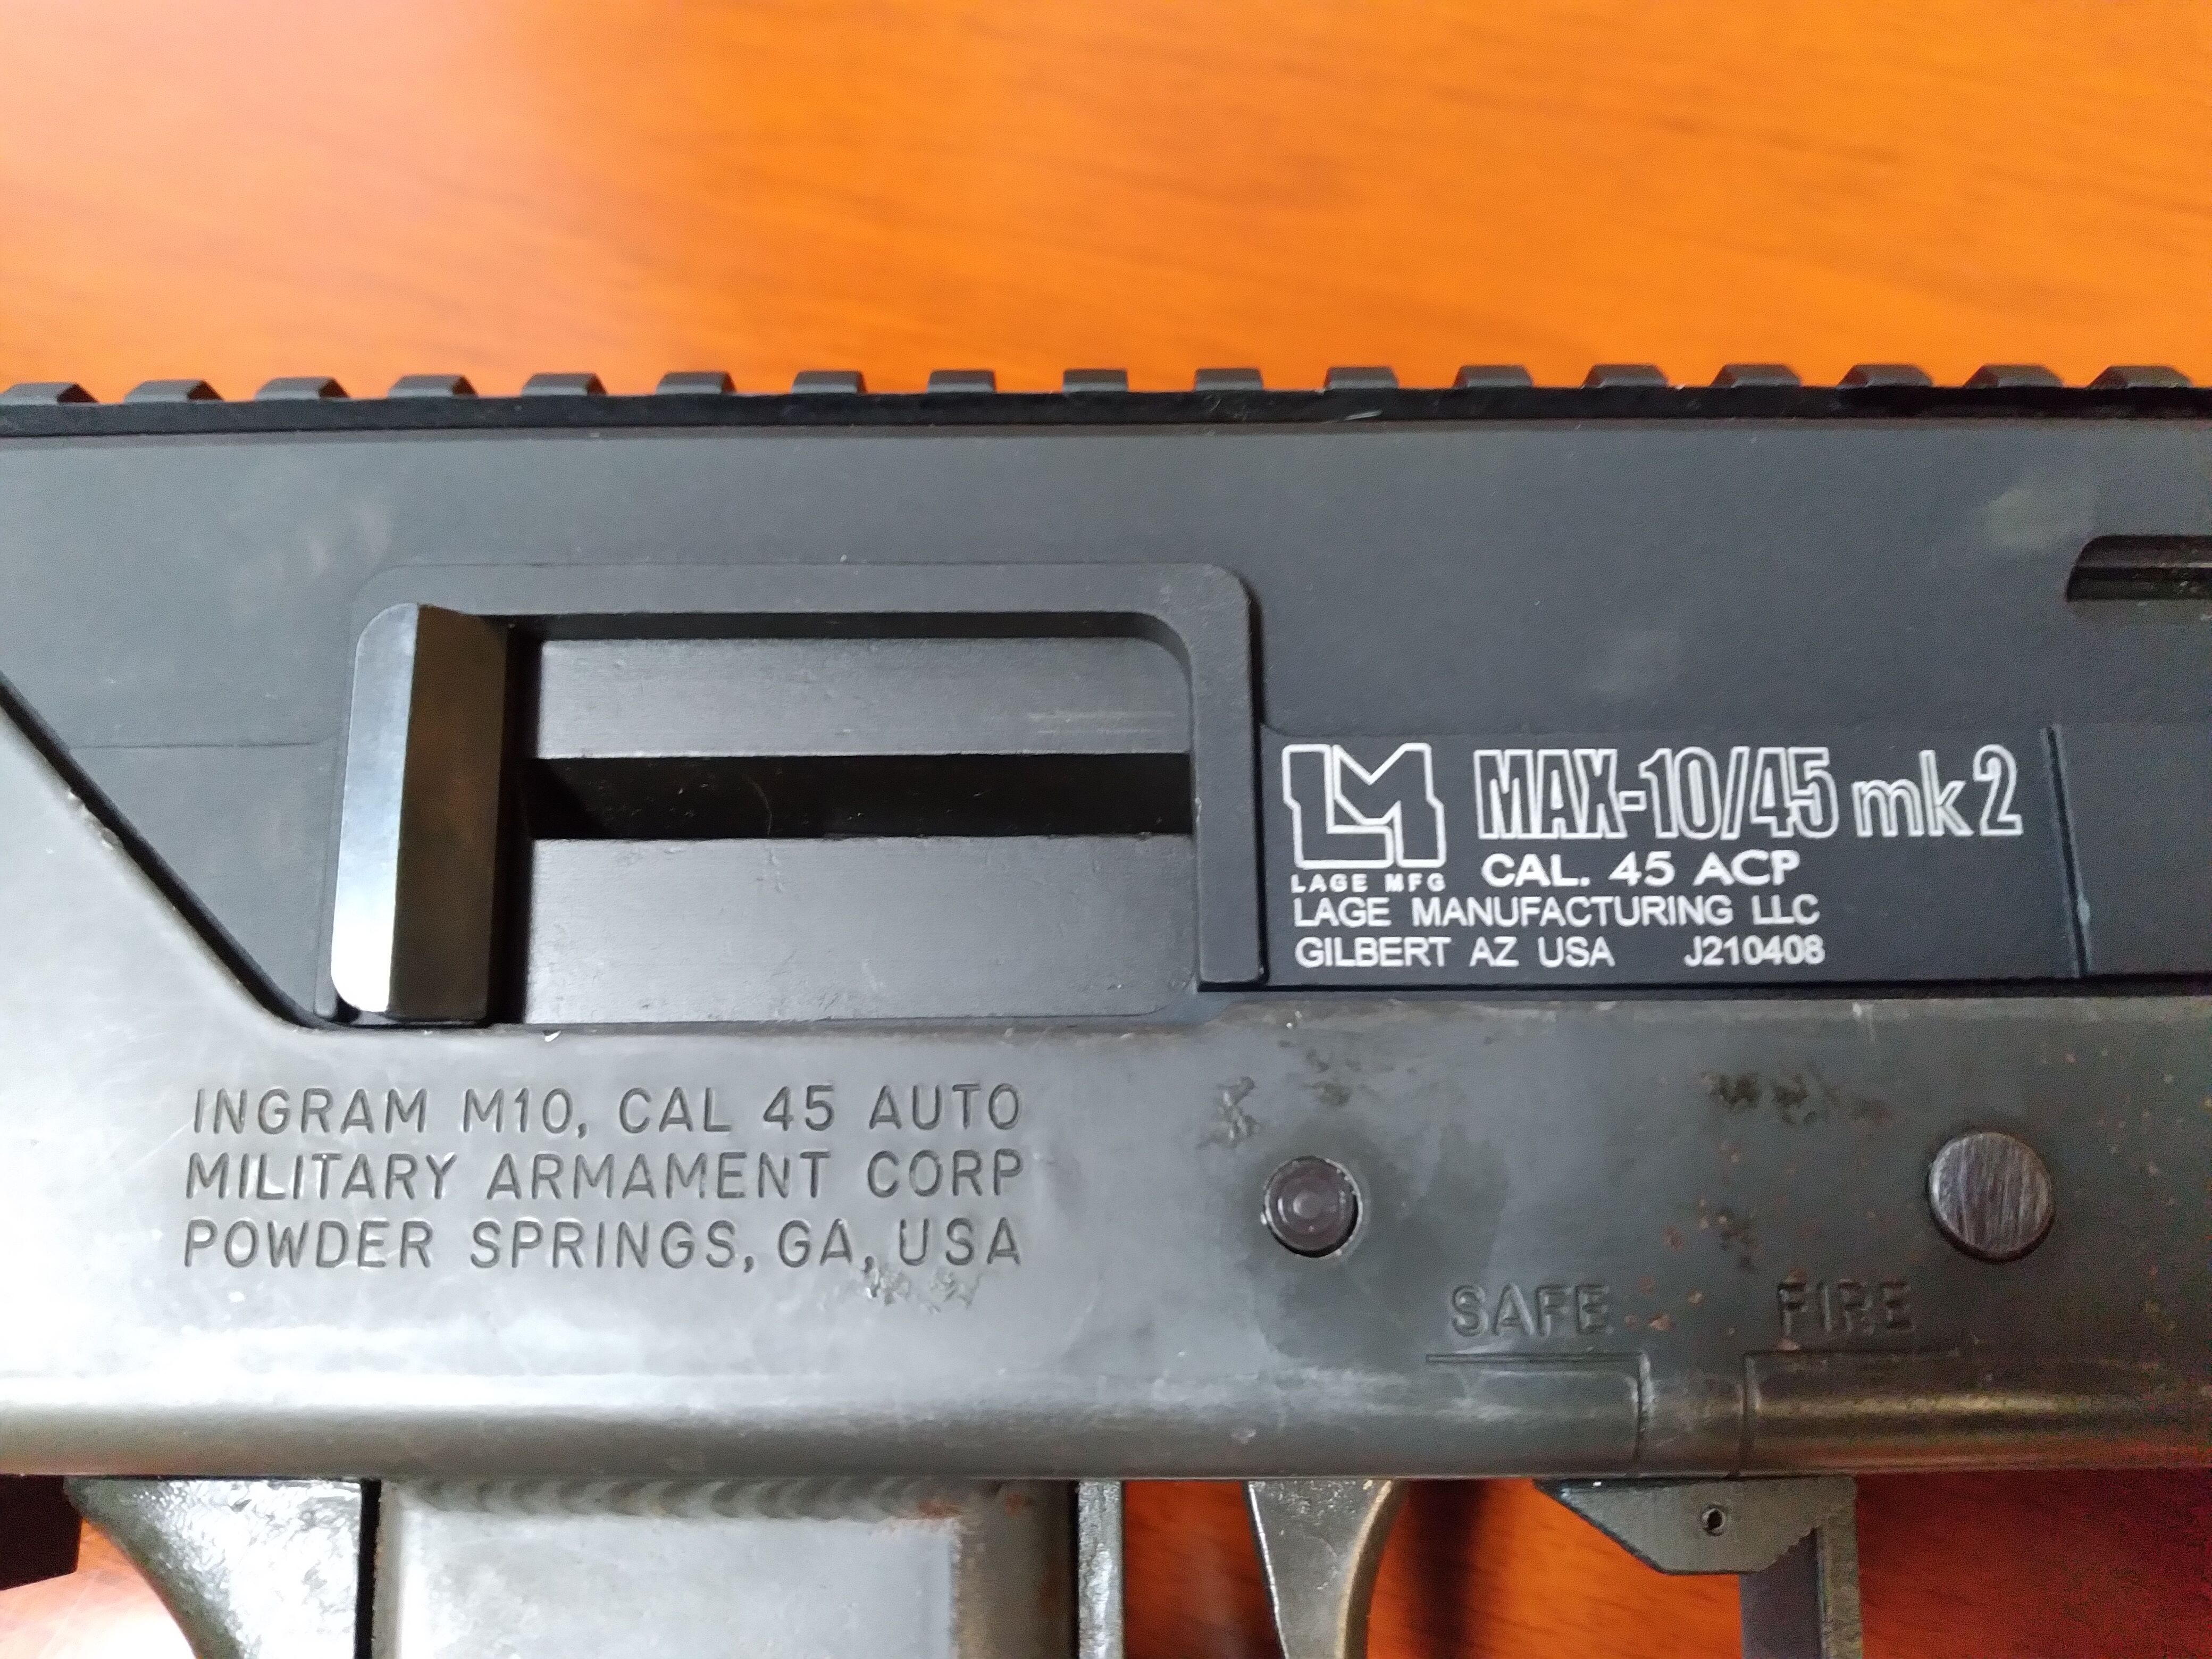 LM MAX-10/45 mk2
LAGE MFG CAL. 45 ACP
LAGE MANUFACTURING LLC
GILBERT AZ USA J210408
INGRAM M10, CAL 45 AUTO
MILITARY ARMAMENT CORP
POWDER SPRINGS, GA, USA
SAFE FIRE